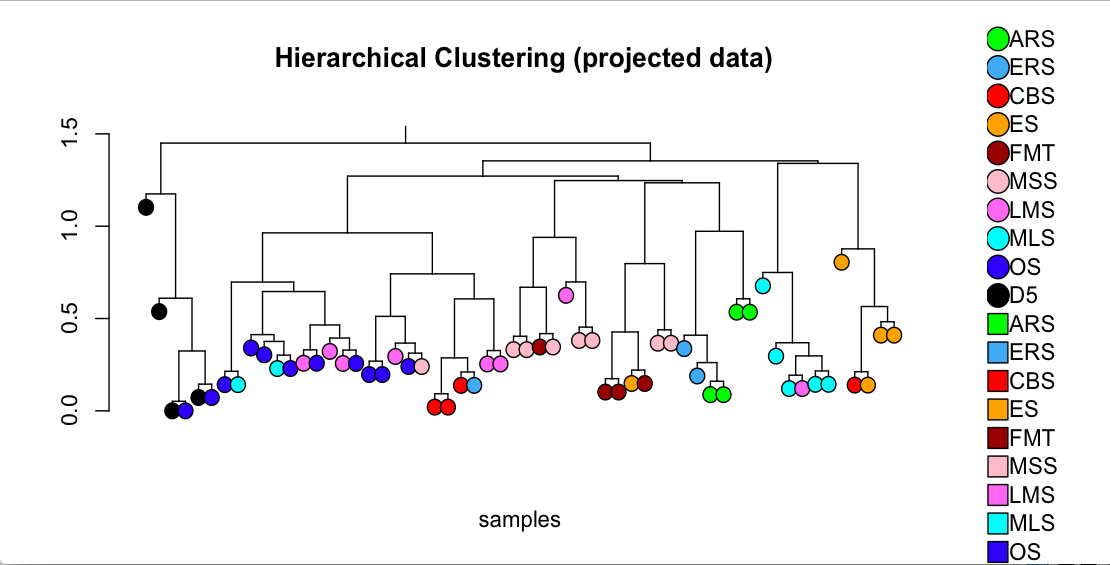 Hierarchical Clustering (projected data)
1.5
1.0
0.5
0.0
samples
ARS
ERS
CBS
ES
FMT
MSS
LMS
MLS
OS
D5
ARS
ERS
CBS
ES
FMT
MSS
LMS
MLS
OS